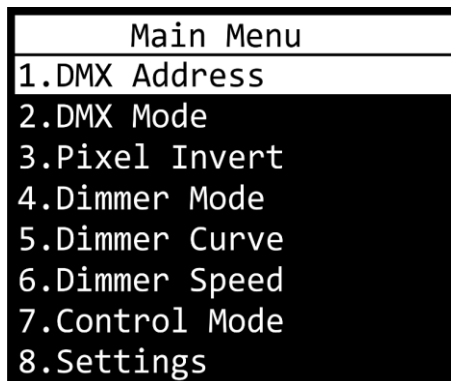 Main Menu
1.DMX Address
2.DMX Mode
3.Pixel Invert
4.Dimmer Mode
5.Dimmer Curve
6.Dimmer Speed
7.Control Mode
8.Settings